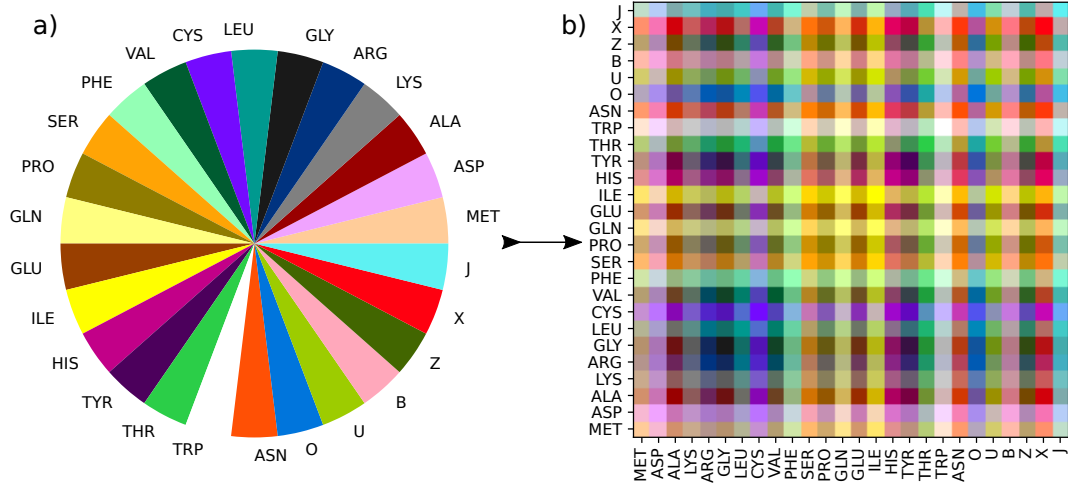 a)
LEU
GLY
CYS
ARG
VAL
LYS
PHE
ALA
SER
ASP
PRO
MET
GLN
GLU
J
ILE
X
HIS
Z
TYR
B
THR
U
TRP
ASN
O
b)
J
X
Z
B
U
O
ASN
TRP
THR
TYR
HIS
ILE
GLU
GLN
PRO
SER
PHE
VAL
CYS
LEU
GLY
ARG
LYS
ALA
ASP
MET
MET
ASP
ALA
LYS
ARG
GLY
LEU
CYS
VAL
PHE
SER
PRO
GLN
GLU
ILE
HIS
TYR
THR
TRP
ASN
O
U
B
Z
X
J